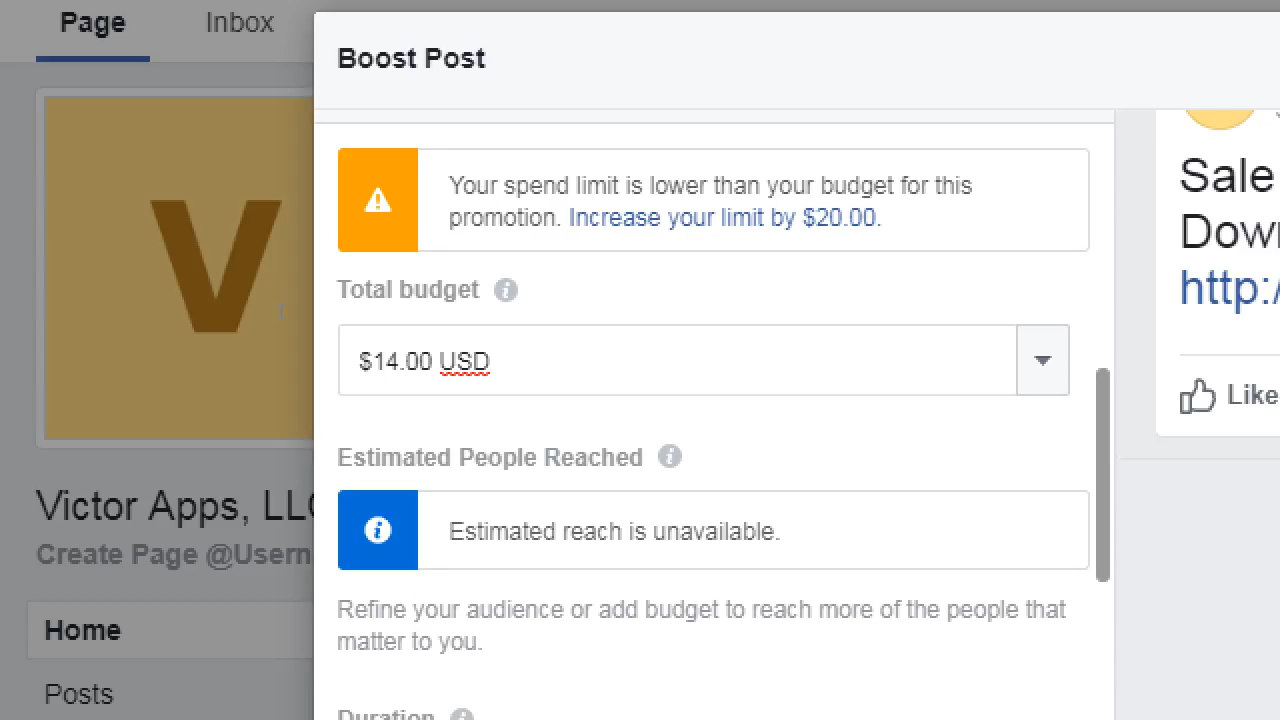 Page Inbox
Boost Post
V
Your spend limit is lower than your budget for this
promotion. Increase your limit by $20.00.
Total budget
$14.00 USD
Estimated People Reached
Estimated reach is unavailable.
Refine your audience or add budget to reach more of the people that
matter to you.
Duration
Victor Apps, LLC
Create Page @Usern
Home
Posts
Sale
Down
http:/
Like